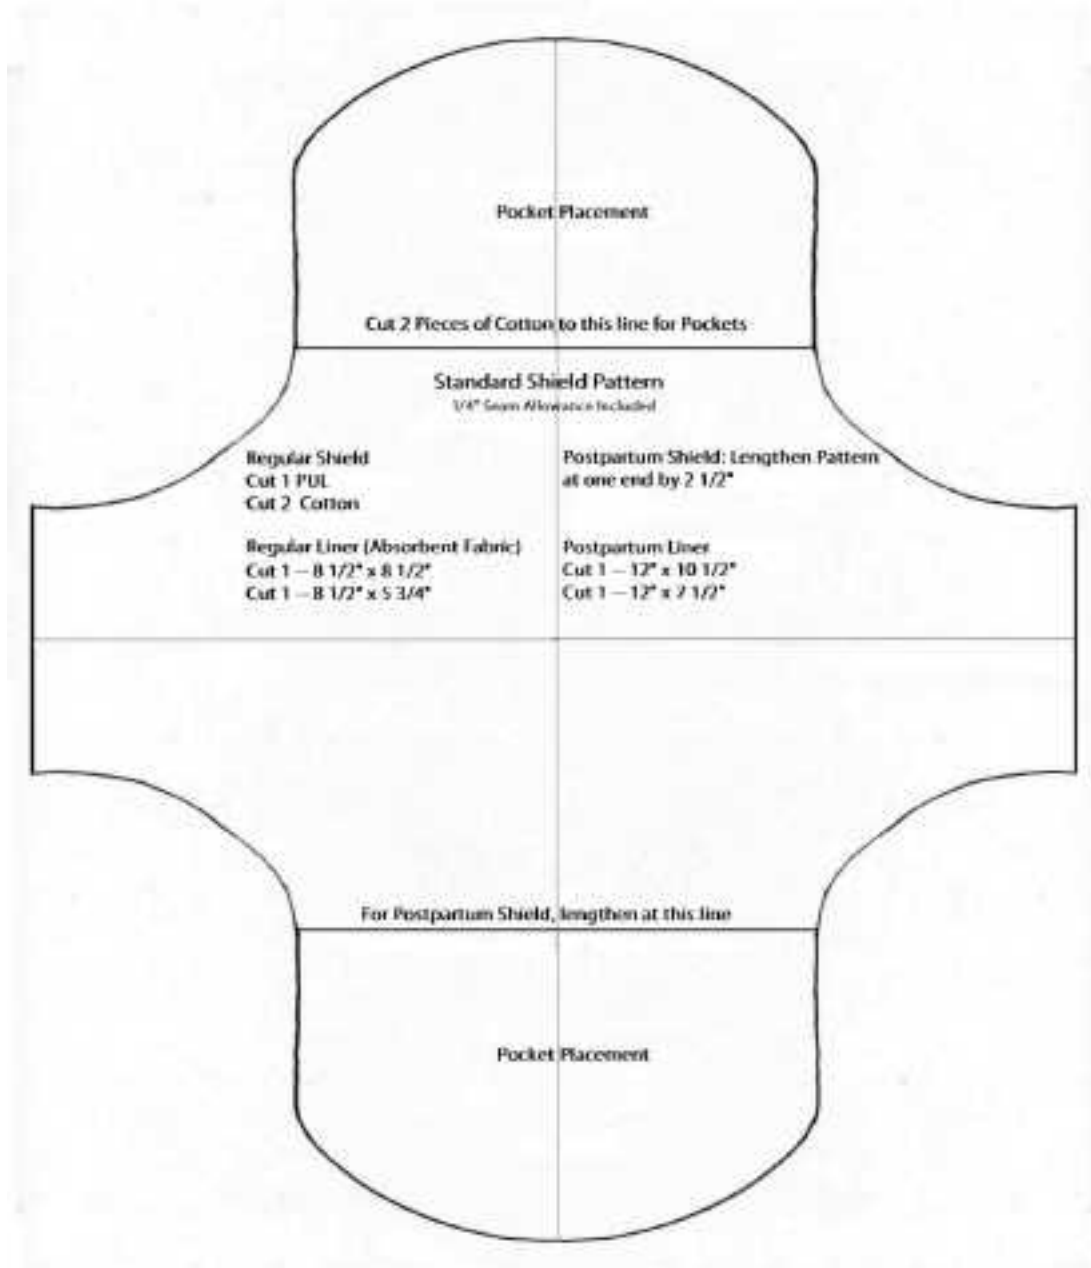 Pocket Placement
Cut 2 Pieces of Cotton to this line for Pockets
Standard Shield Pattern
1/4" Seam Allowance Included
Regular Shield
Cut 1 PUL
Cut 2 Cotton
Postpartum Shield: Lengthen Pattern
at one end by 2 1/2"
Regular Liner (Absorbent Fabric)
Cut 1 – 8 1/2" x 8 1/2"
Cut 1 – 8 1/2" x 5 3/4"
Postpartum Liner
Cut 1 – 12" x 10 1/2"
Cut 1 – 12" x 7 1/2"
For Postpartum Shield, lengthen at this line
Pocket Placement